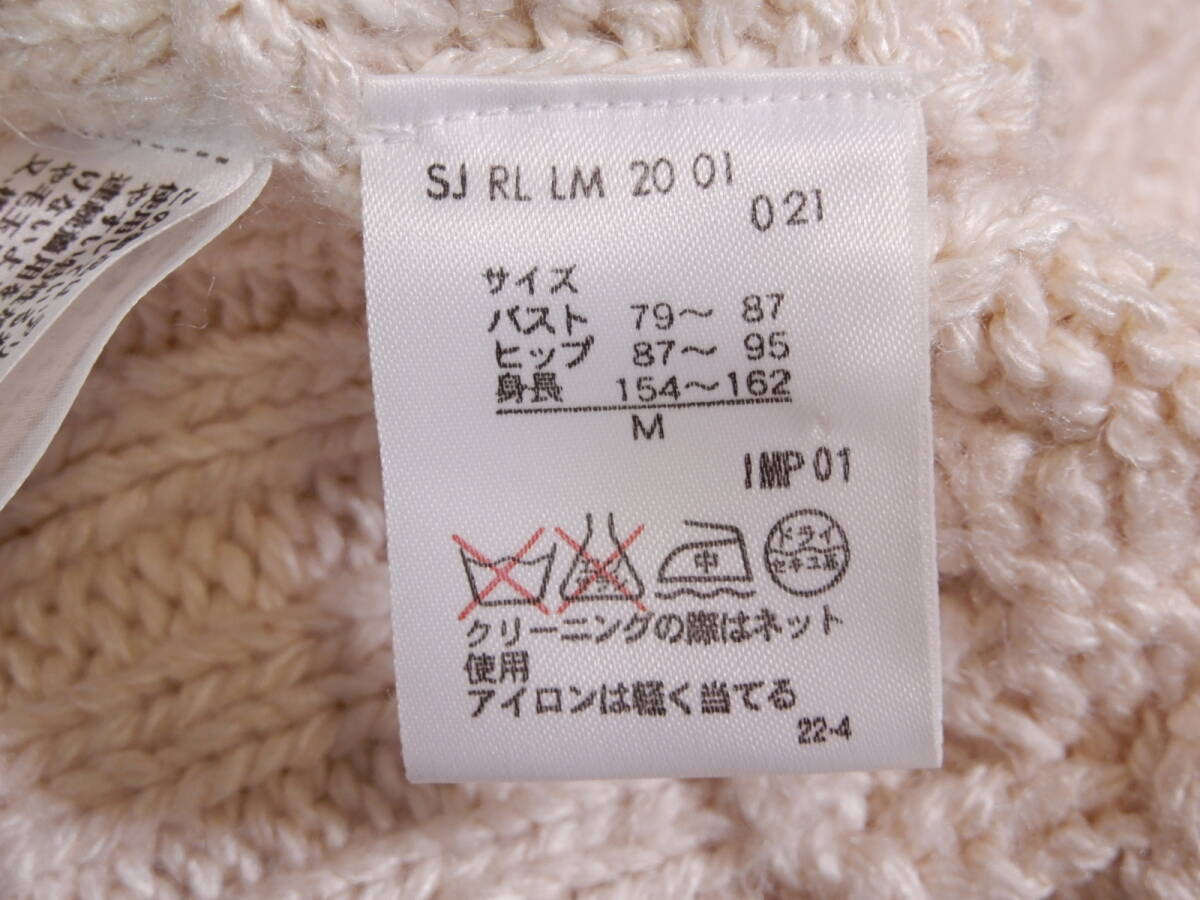 SJ RL LM 20 01
021
サイズ
バスト 79～ 87
ヒップ 87～ 95
身長 154～162
M
IMP 01
中
ドライ
セキユ系
クリーニングの際はネット
使用
アイロンは軽く当てる
22-4